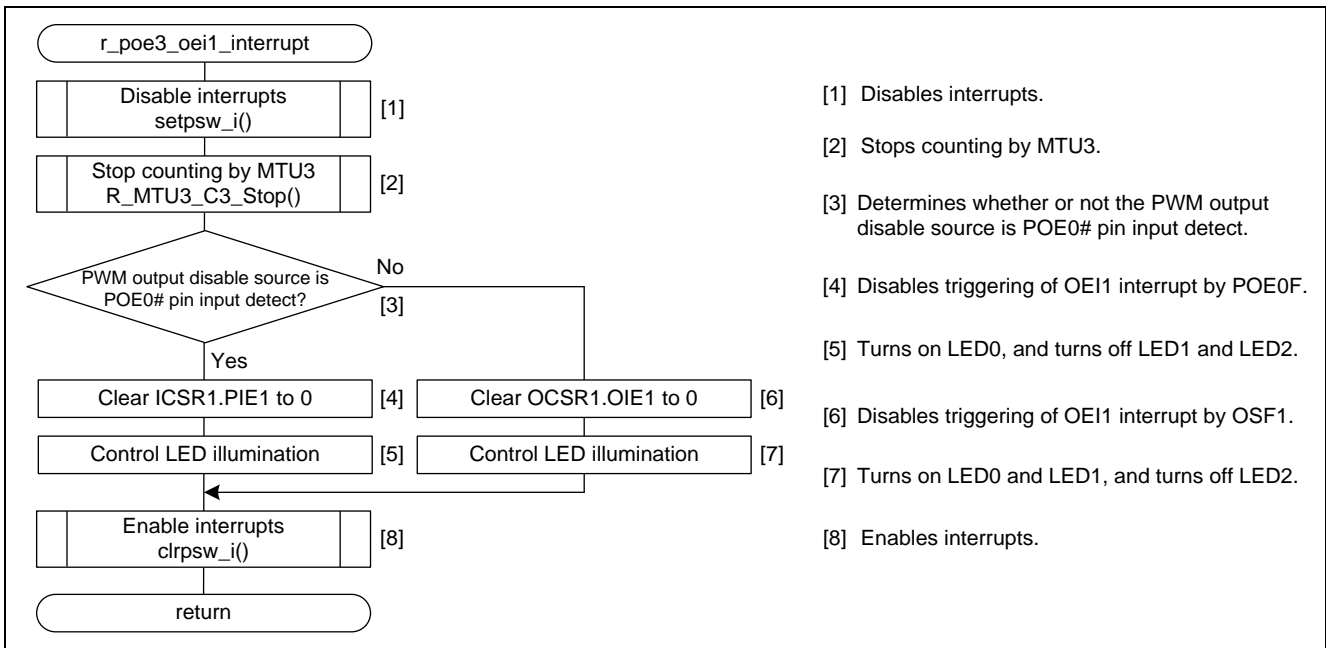 r_poe3_oei1_interrupt
Disable interrupts
setpsw_i()
[1]
Stop counting by MTU3
R_MTU3_C3_Stop()
[2]
PWM output disable source is
POE0# pin input detect?
No
[3]
Yes
Clear ICSR1.PIE1 to 0
[4]
Clear OCSR1.OIE1 to 0
[6]
Control LED illumination
[5]
Control LED illumination
[7]
Enable interrupts
clrpsw_i()
[8]
return
[1] Disables interrupts.
[2] Stops counting by MTU3.
[3] Determines whether or not the PWM output
disable source is POE0# pin input detect.
[4] Disables triggering of OEI1 interrupt by POE0F.
[5] Turns on LED0, and turns off LED1 and LED2.
[6] Disables triggering of OEI1 interrupt by OSF1.
[7] Turns on LED0 and LED1, and turns off LED2.
[8] Enables interrupts.